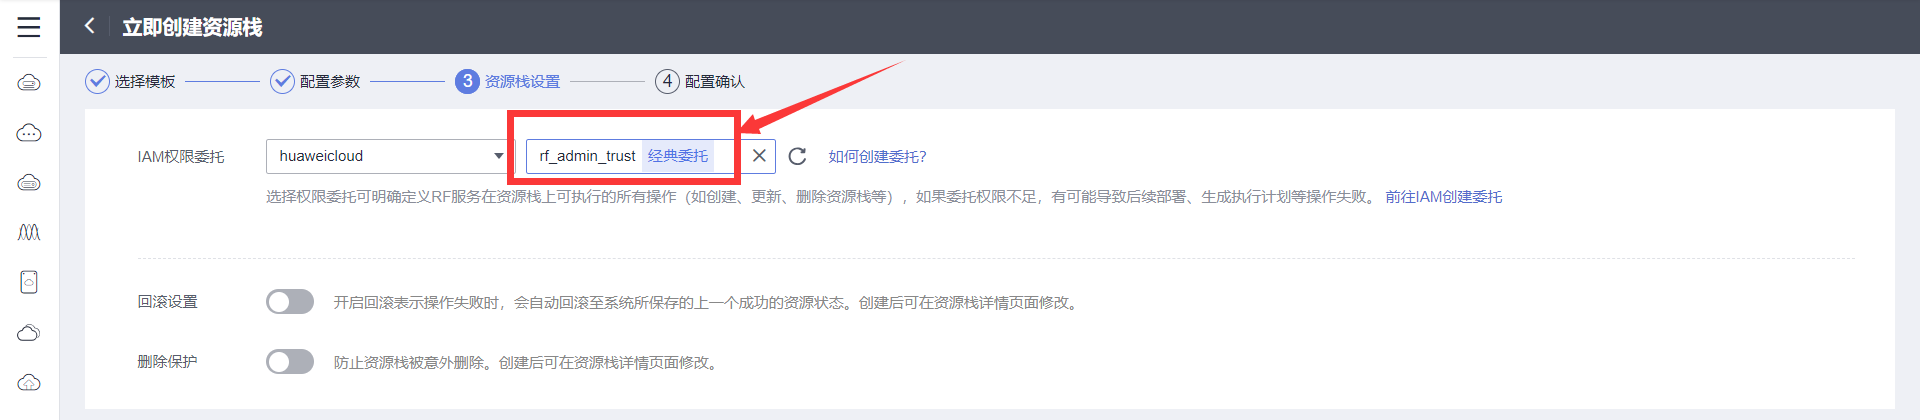 立即创建资源栈
选择模板 配置参数 3 资源栈设置 4 配置确认
IAM权限委托 huaweicloud rf_admin_trust 经典委托 如何创建委托?
选择权限委托可明确定义RF服务在资源栈上可执行的所有操作（如创建、更新、删除资源栈等），如果委托权限不足，有可能导致后续部署、生成执行计划等操作失败。 前往IAM创建委托
回滚设置 开启回滚表示操作失败时，会自动回滚至系统所保存的上一个成功的资源状态。创建后可在资源栈详情页面修改。
删除保护 防止资源栈被意外删除。创建后可在资源栈详情页面修改。